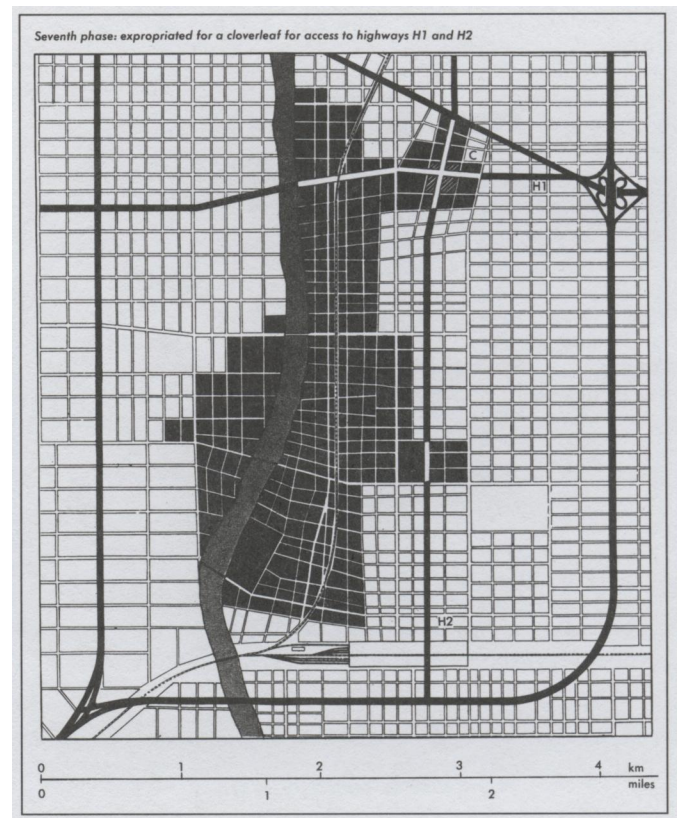 Seventh phase: expropriated for a cloverleaf for access to highways H1 and H2
C
H1
H2
0 1 2 3 4 km
0 1 2 miles